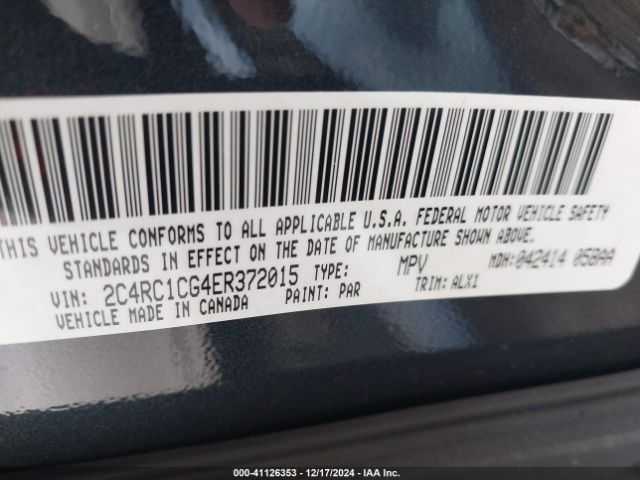 THIS VEHICLE CONFORMS TO ALL APPLICABLE U.S.A. FEDERAL MOTOR VEHICLE SAFETY
STANDARDS IN EFFECT ON THE DATE OF MANUFACTURE SHOWN ABOVE.
VIN: 2C4RC1CG4ER372015 TYPE: MPV MDH: 042414 058AA
VEHICLE MADE IN CANADA PAINT: PAR TRIM: ALX1
0000-41126353 — 12/17/2024 — IAA Inc.